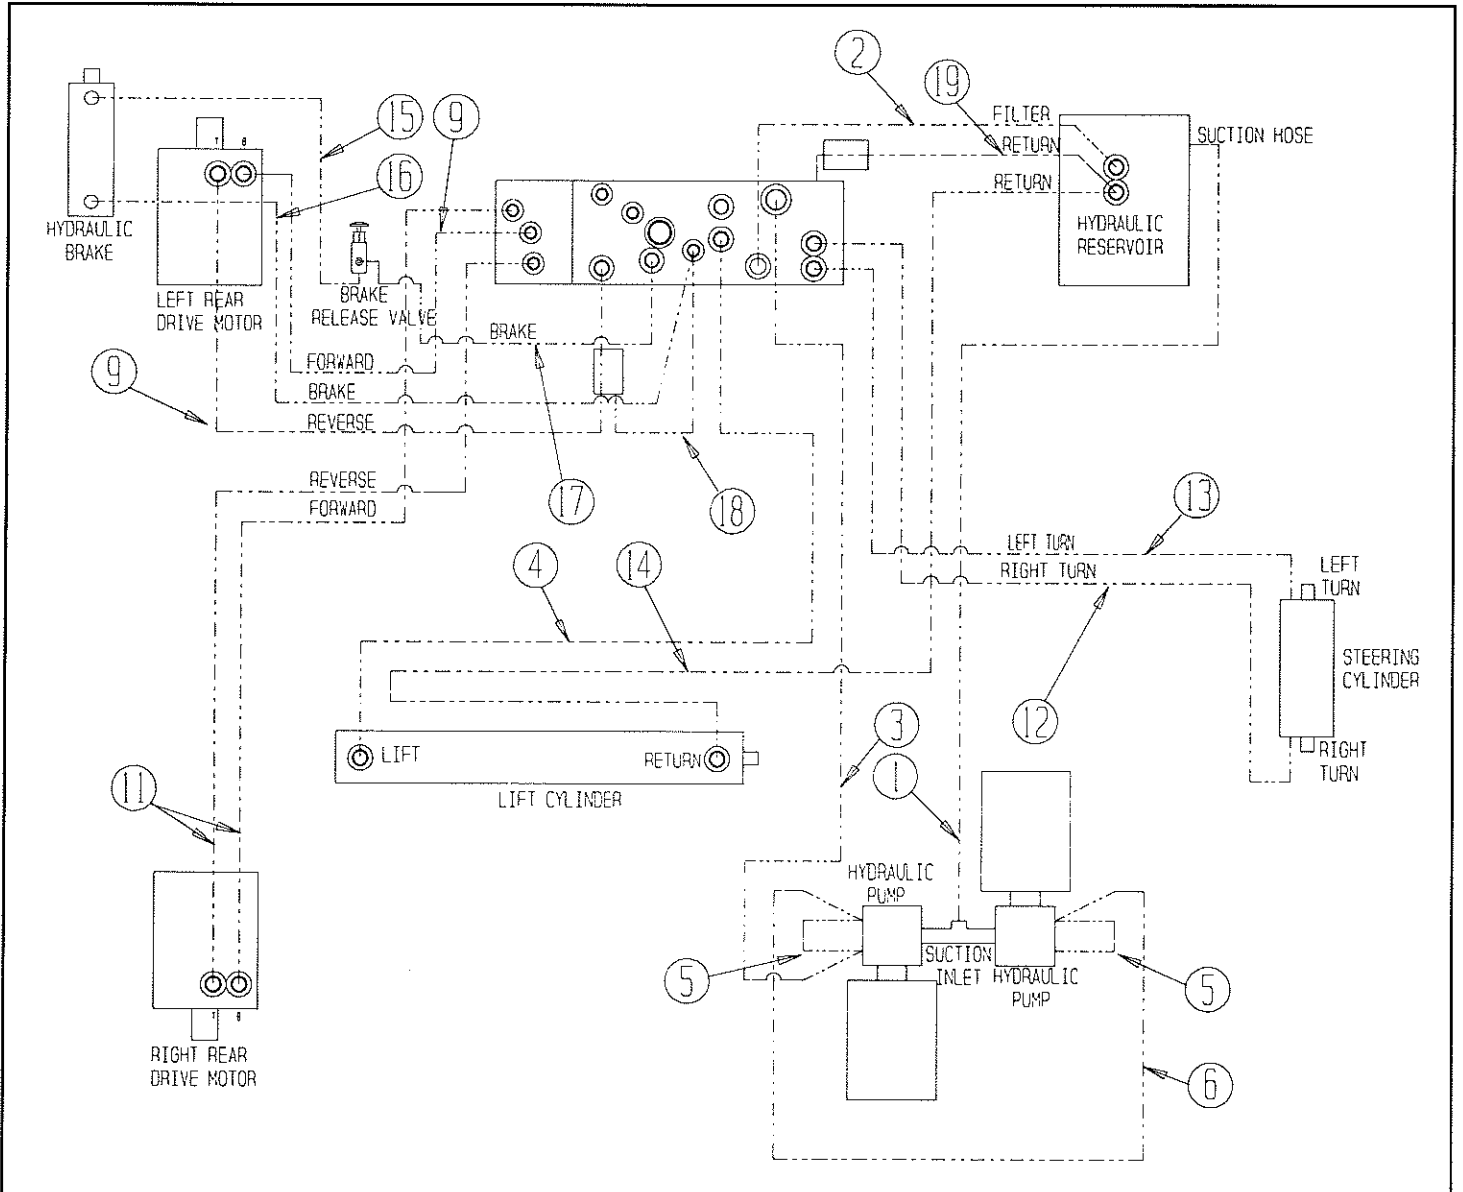 2
19
FILTER
SUCTION HOSE
RETURN
RETURN
HYDRAULIC
RESERVOIR
15
9
16
HYDRAULIC
BRAKE
T B
LEFT REAR
DRIVE MOTOR
BRAKE
RELEASE VALVE
9
BRAKE
FORWARD
BRAKE
REVERSE
17
18
REVERSE
FORWARD
4
14
13
LEFT TURN
RIGHT TURN
LEFT
TURN
STEERING
CYLINDER
12
RIGHT
TURN
LIFT
RETURN
LIFT CYLINDER
3
1
11
HYDRAULIC
PUMP
5
SUCTION
INLET
HYDRAULIC
PUMP
5
6
T B
RIGHT REAR
DRIVE MOTOR